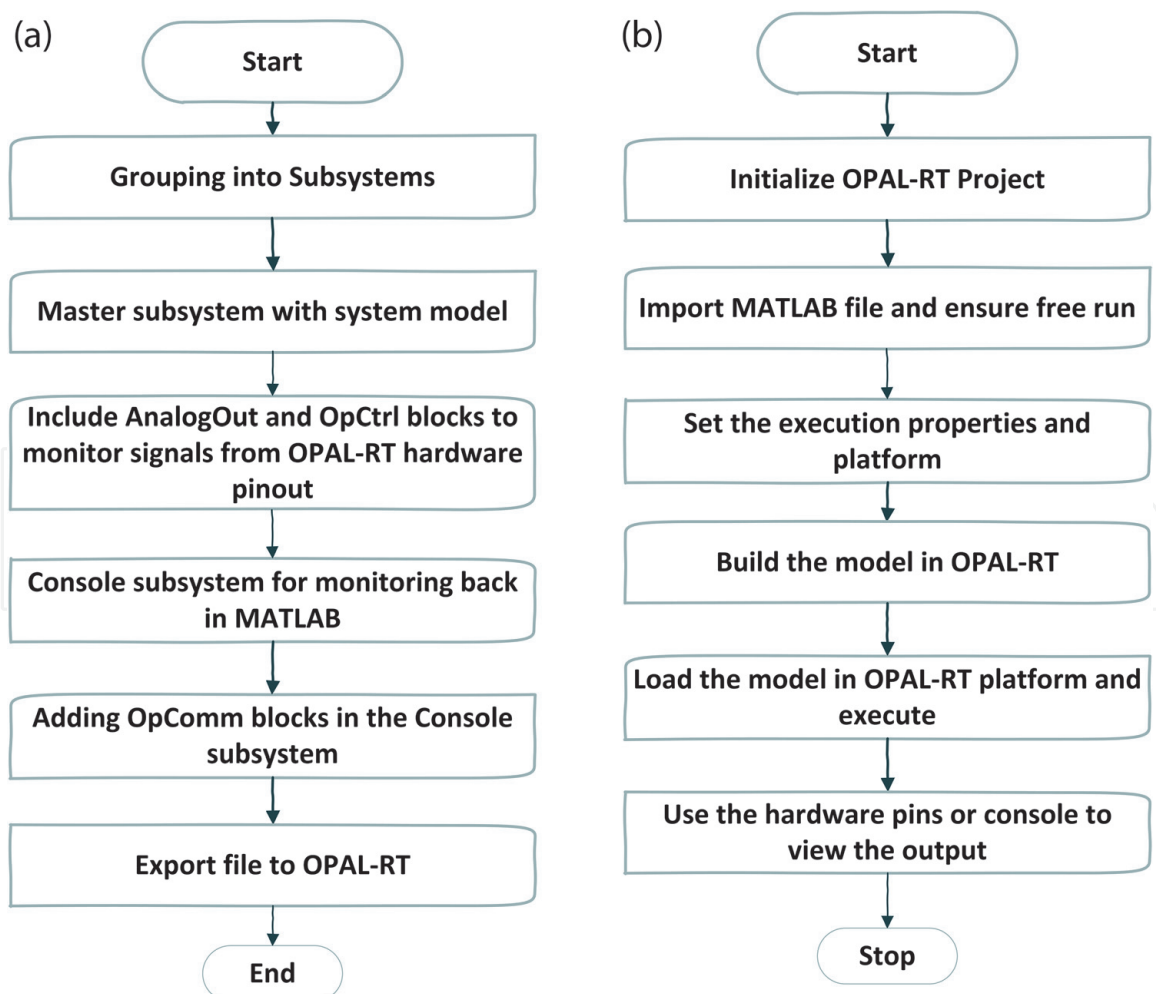 (a)
Start
Grouping into Subsystems
Master subsystem with system model
Include AnalogOut and OpCtrl blocks to
monitor signals from OPAL-RT hardware
pinout
Console subsystem for monitoring back
in MATLAB
Adding OpComm blocks in the Console
subsystem
Export file to OPAL-RT
End
(b)
Start
Initialize OPAL-RT Project
Import MATLAB file and ensure free run
Set the execution properties and
platform
Build the model in OPAL-RT
Load the model in OPAL-RT platform and
execute
Use the hardware pins or console to
view the output
Stop